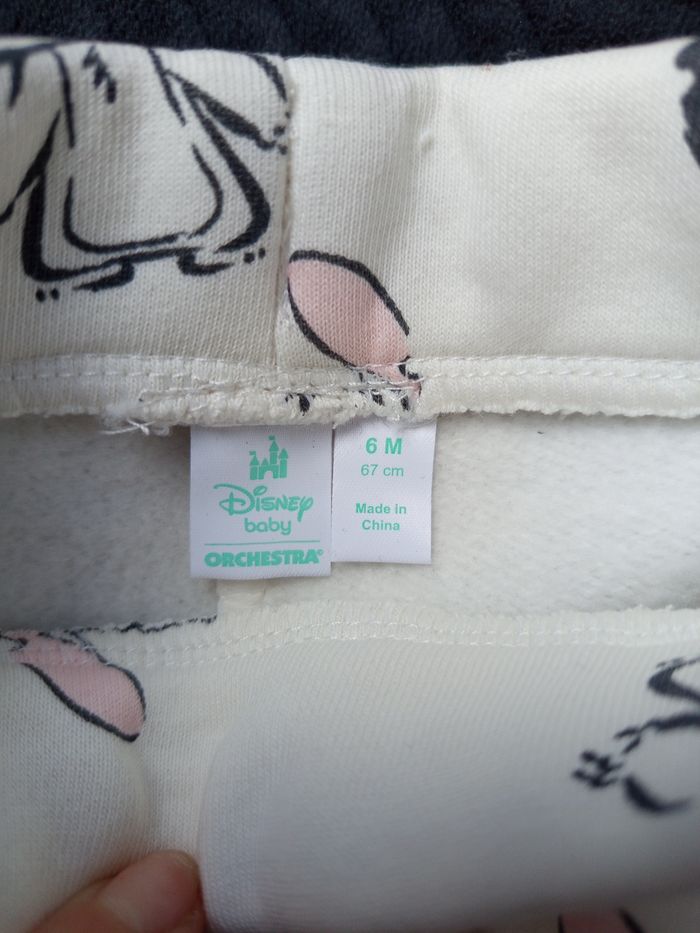 Disney
baby
ORCHESTRA®
6 M
67 cm
Made in
China